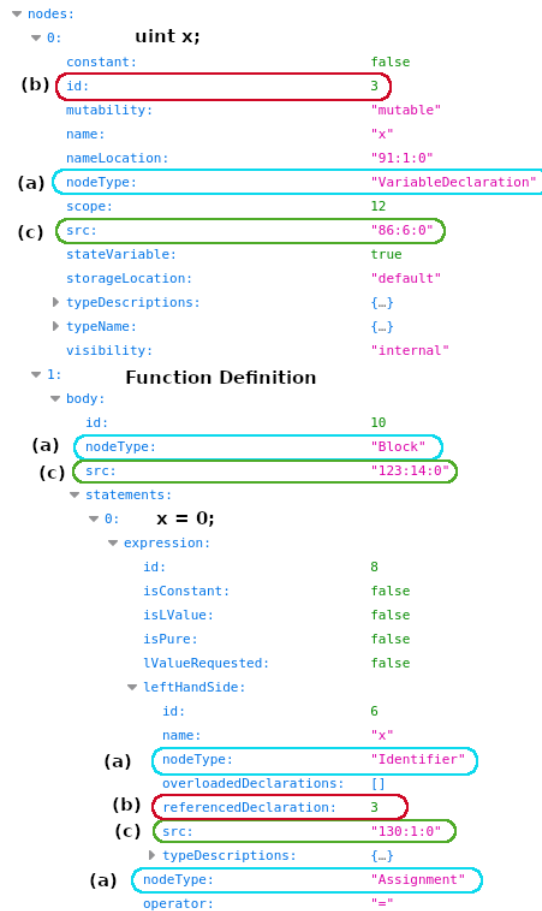 nodes:
0: uint x;
constant: false
(b) id: 3
mutability: "mutable"
name: "x"
nameLocation: "91:1:0"
(a) nodeType: "VariableDeclaration"
scope: 12
(c) src: "86:6:0"
stateVariable: true
storageLocation: "default"
typeDescriptions: {…}
typeName: {…}
visibility: "internal"
1: Function Definition
body:
id: 10
(a) nodeType: "Block"
(c) src: "123:14:0"
statements:
0: x = 0;
expression:
id: 8
isConstant: false
isLValue: false
isPure: false
lValueRequested: false
leftHandSide:
id: 6
name: "x"
(a) nodeType: "Identifier"
overloadedDeclarations: []
(b) referencedDeclaration: 3
(c) src: "130:1:0"
typeDescriptions: {…}
(a) nodeType: "Assignment"
operator: "="